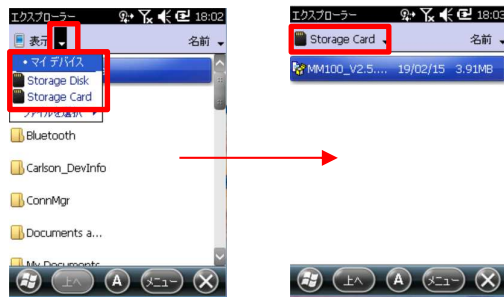 エクスプローラー 18:02
表示 名前
• マイ デバイス
Storage Disk
Storage Card
ファイルを選択
Bluetooth
Carlson_DevInfo
ConnMgr
Documents a...
My Documents
上へ A メニュー
エクスプローラー 18:03
Storage Card 名前
MM100_V2.5.... 19/02/15 3.91MB
上へ A メニュー